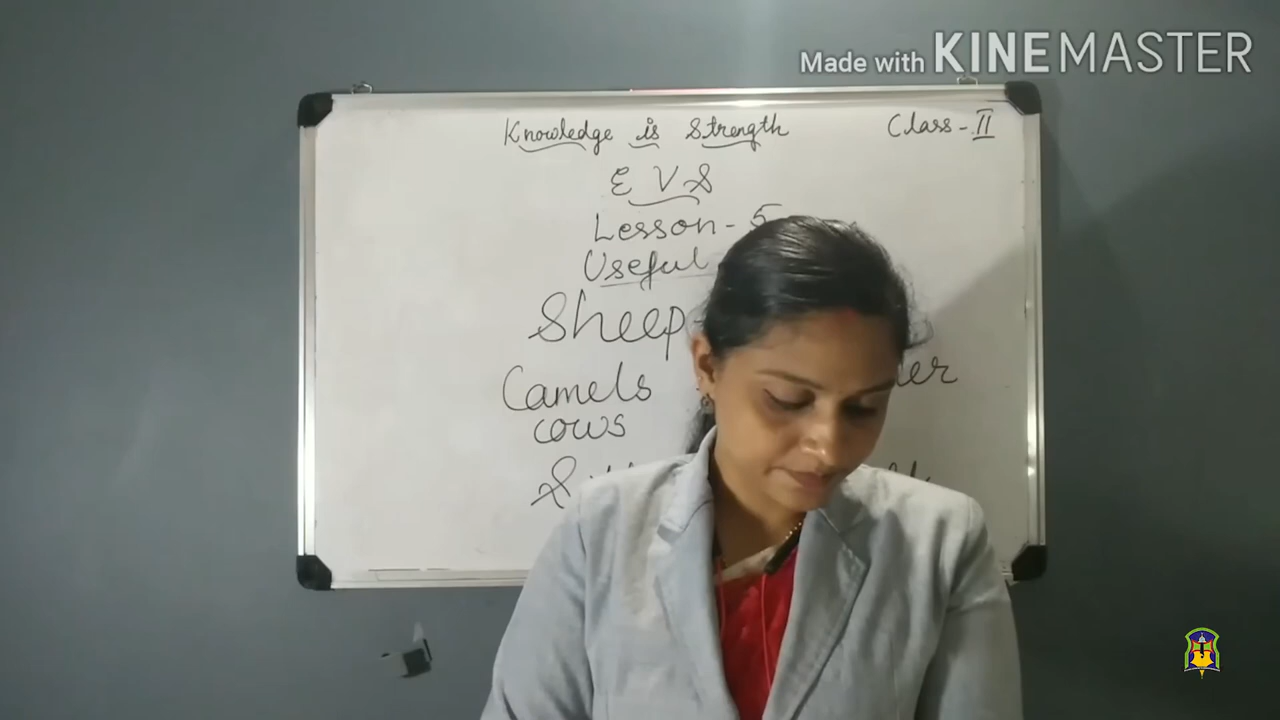 Made with KINEMASTER
Knowledge is Strength Class - II
EVS
Lesson - 5
Useful
Sheep
Camels
cows